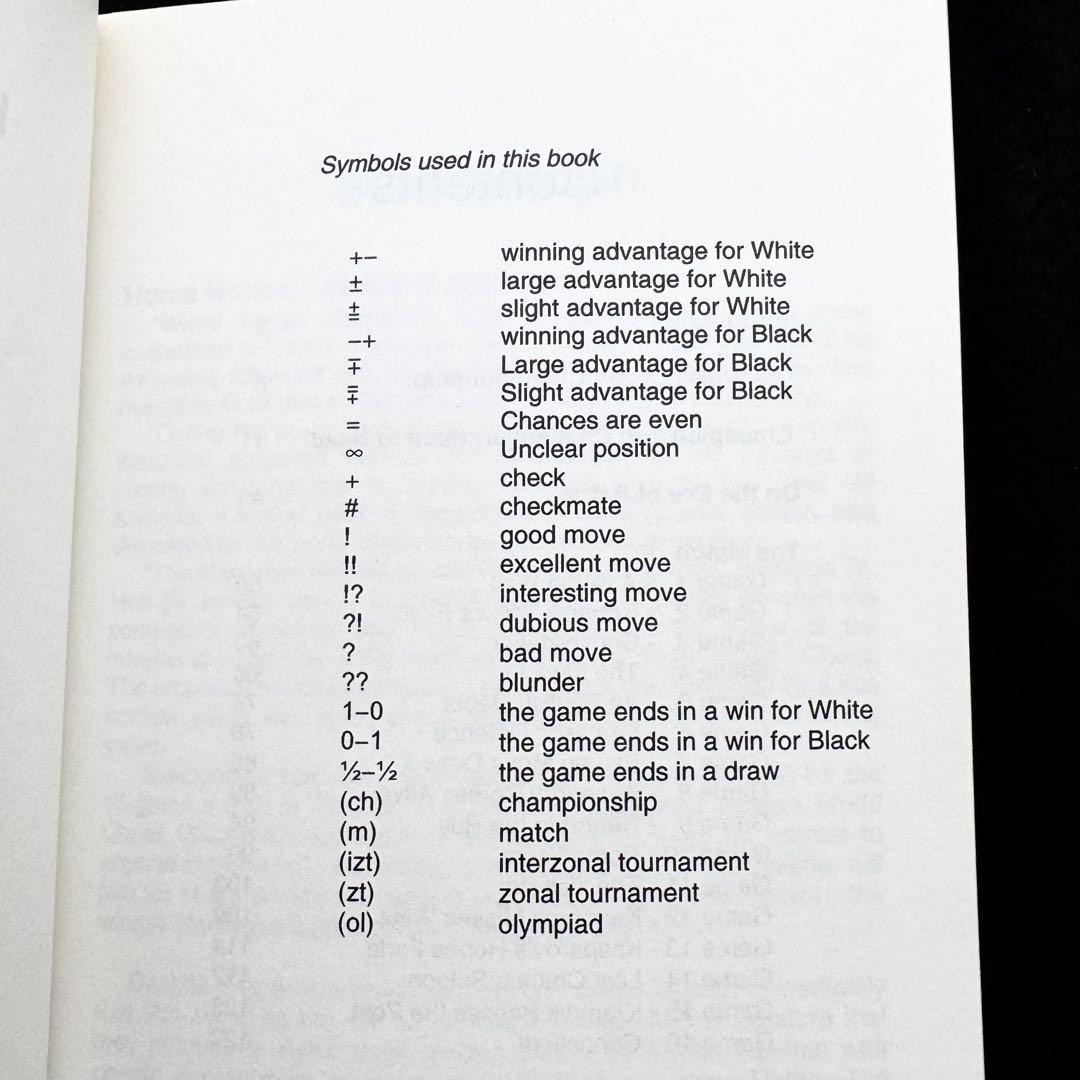 Symbols used in this book
+− winning advantage for White
± large advantage for White
⩲ slight advantage for White
−+ winning advantage for Black
∓ Large advantage for Black
⩱ Slight advantage for Black
= Chances are even
∞ Unclear position
+ check
# checkmate
! good move
!! excellent move
!? interesting move
?! dubious move
? bad move
?? blunder
1–0 the game ends in a win for White
0–1 the game ends in a win for Black
½–½ the game ends in a draw
(ch) championship
(m) match
(izt) interzonal tournament
(zt) zonal tournament
(ol) olympiad